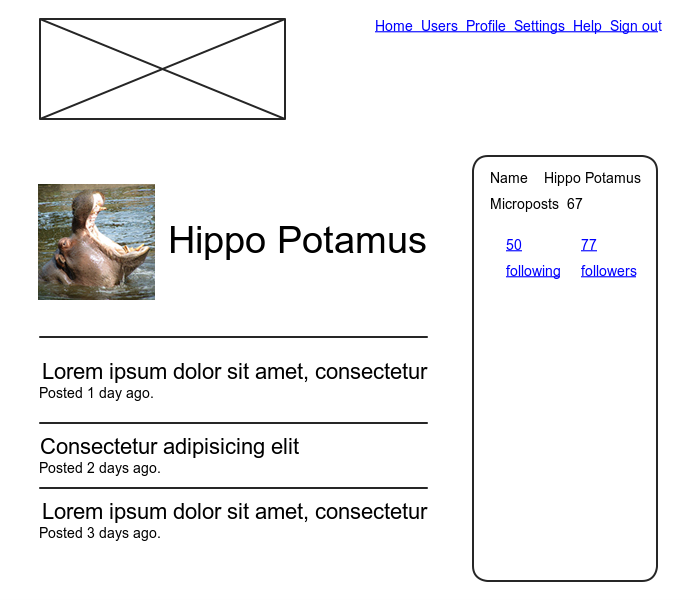 Home Users Profile Settings Help Sign out
Hippo Potamus
Name Hippo Potamus
Microposts 67
50 77
following followers
Lorem ipsum dolor sit amet, consectetur
Posted 1 day ago.
Consectetur adipisicing elit
Posted 2 days ago.
Lorem ipsum dolor sit amet, consectetur
Posted 3 days ago.